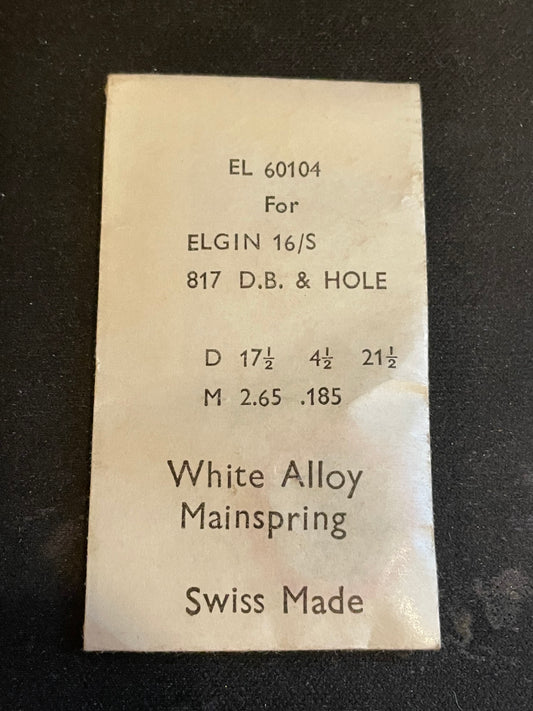 EL 60104
For
ELGIN 16/S
817 D.B. & HOLE
D 17½ 4½ 21½
M 2.65 .185
White Alloy
Mainspring
Swiss Made